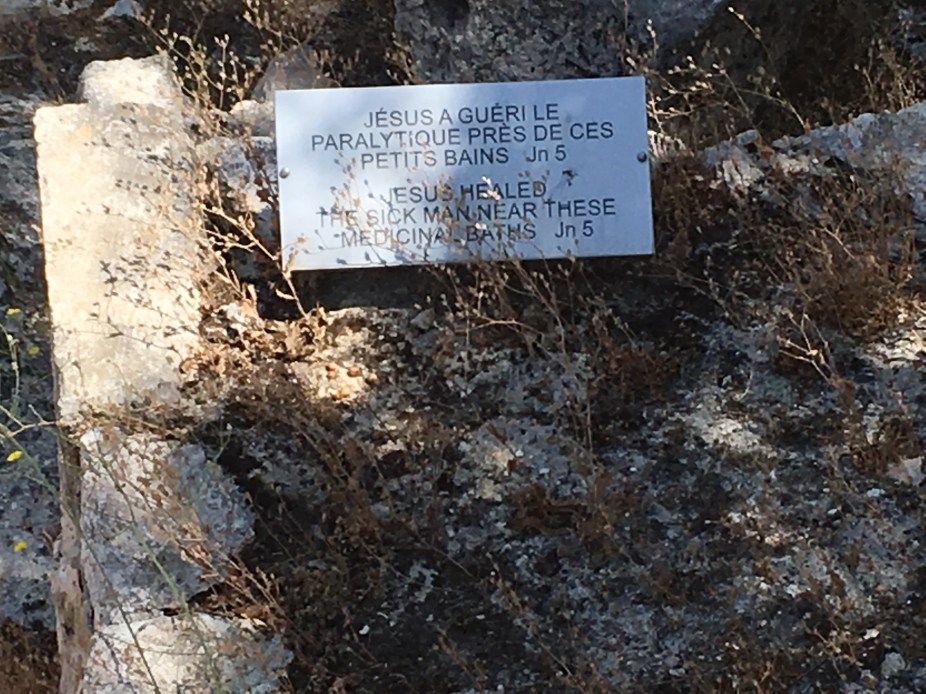 JÉSUS A GUÉRI LE
PARALYTIQUE PRÈS DE CES
PETITS BAINS Jn 5
JESUS HEALED
THE SICK MAN NEAR THESE
MEDICINAL BATHS Jn 5